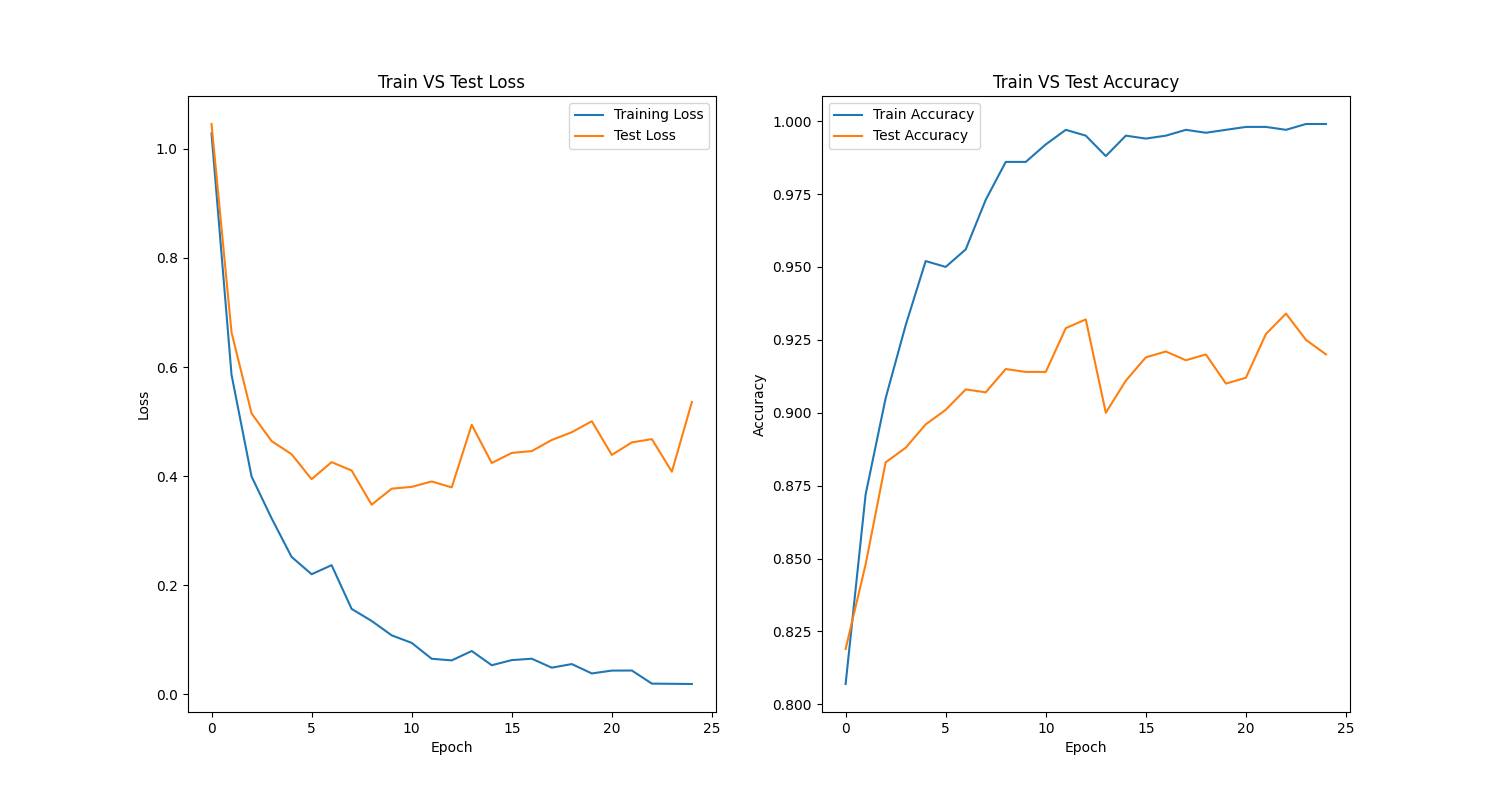 Train VS Test Loss
Training Loss
Test Loss
1.0
0.8
0.6
0.4
0.2
0.0
Loss
0 5 10 15 20 25
Epoch
Train VS Test Accuracy
Train Accuracy
Test Accuracy
1.000
0.975
0.950
0.925
0.900
0.875
0.850
0.825
0.800
Accuracy
0 5 10 15 20 25
Epoch